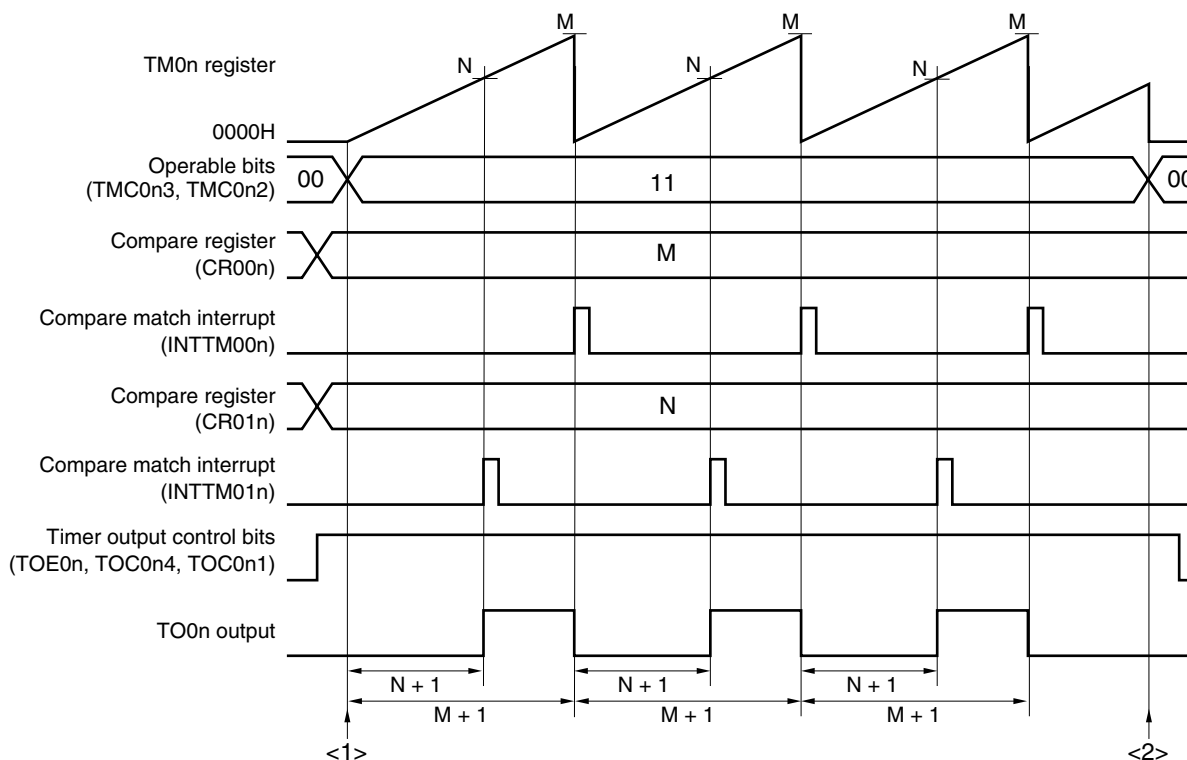 M M M
TM0n register
N N N
0000H
Operable bits
(TMC0n3, TMC0n2)
00 11 00
Compare register
(CR00n)
M
Compare match interrupt
(INTTM00n)
Compare register
(CR01n)
N
Compare match interrupt
(INTTM01n)
Timer output control bits
(TOE0n, TOC0n4, TOC0n1)
TO0n output
N + 1 N + 1 N + 1
M + 1 M + 1 M + 1
<1> <2>